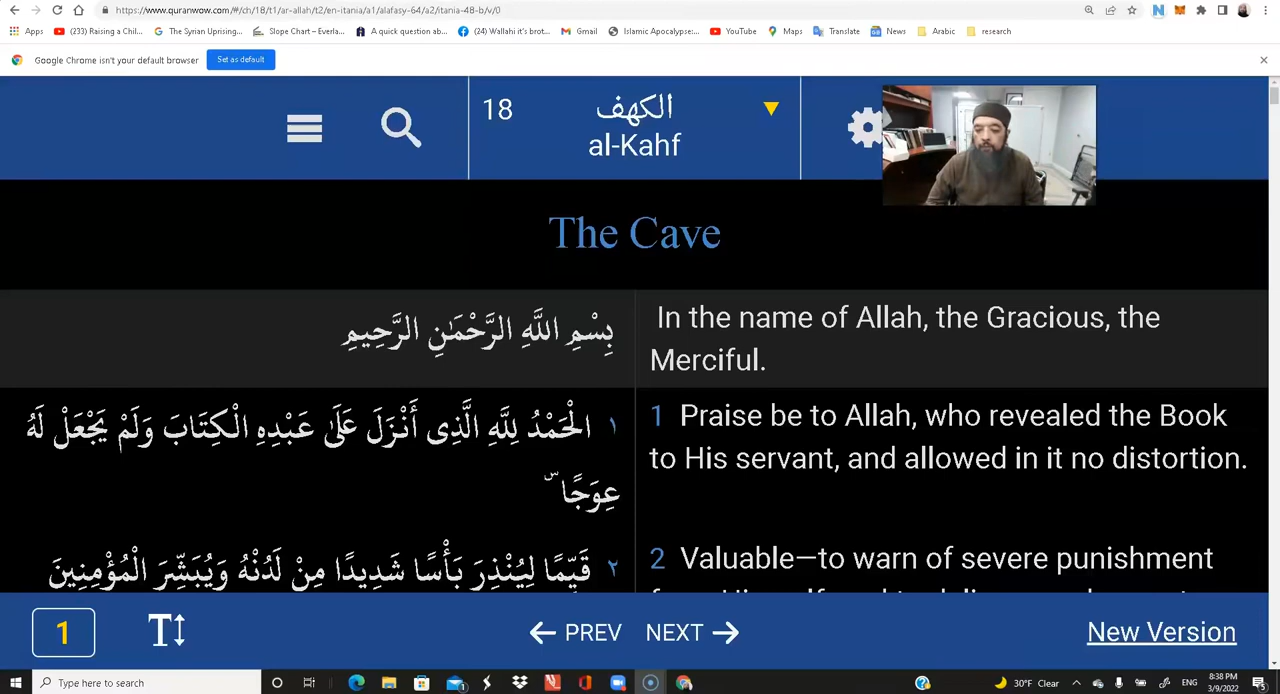 https://www.quranwow.com/#/ch/18/t1/ar-allah/t2/en-itania/a1/alafasy-64/a2/itania-48-b/v/0
Apps (233) Raising a Chil... The Syrian Uprising... Slope Chart – Everla... A quick question ab... (24) Wallahi it's brot... Gmail Islamic Apocalypse:... YouTube Maps Translate News Arabic research
Google Chrome isn't your default browser Set as default
18 الكهف
al-Kahf
The Cave
بِسْمِ اللَّهِ الرَّحْمَٰنِ الرَّحِيمِ
In the name of Allah, the Gracious, the
Merciful.
١ الْحَمْدُ لِلَّهِ الَّذِى أَنْزَلَ عَلَىٰ عَبْدِهِ الْكِتَابَ وَلَمْ يَجْعَلْ لَهُ
عِوَجًا ۜ
1 Praise be to Allah, who revealed the Book
to His servant, and allowed in it no distortion.
٢ قَيِّمًا لِيُنْذِرَ بَأْسًا شَدِيدًا مِنْ لَدُنْهُ وَيُبَشِّرَ الْمُؤْمِنِينَ
2 Valuable—to warn of severe punishment
1 T PREV NEXT New Version
Type here to search
30°F Clear ENG 8:38 PM
3/9/2022